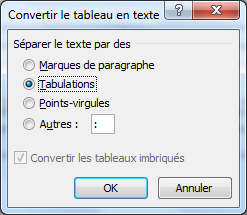 Convertir le tableau en texte
Séparer le texte par des
Marques de paragraphe
Tabulations
Points-virgules
Autres : :
Convertir les tableaux imbriqués
OK Annuler